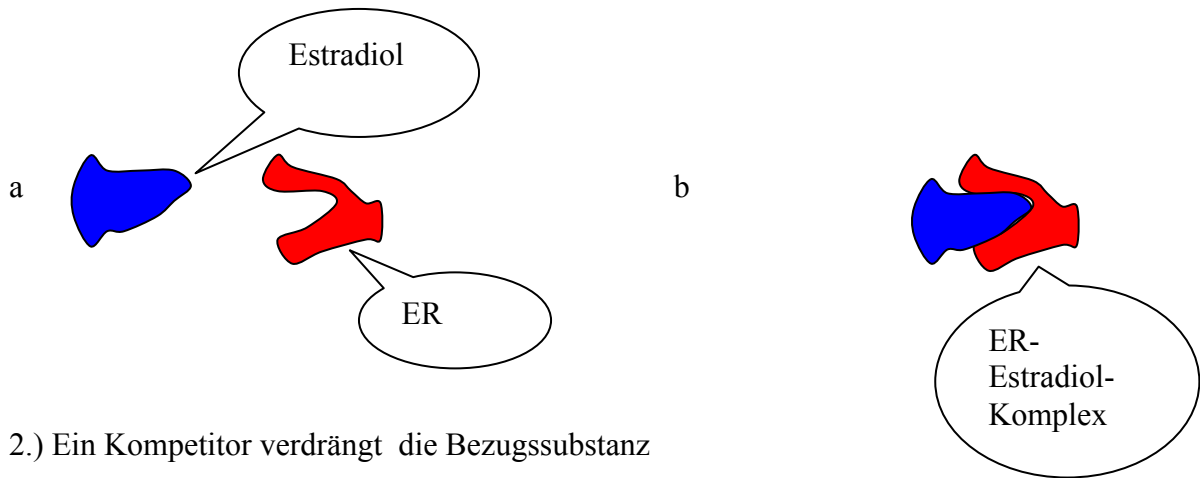 Estradiol
a
b
ER
ER-
Estradiol-
Komplex
2.) Ein Kompetitor verdrängt  die Bezugssubstanz